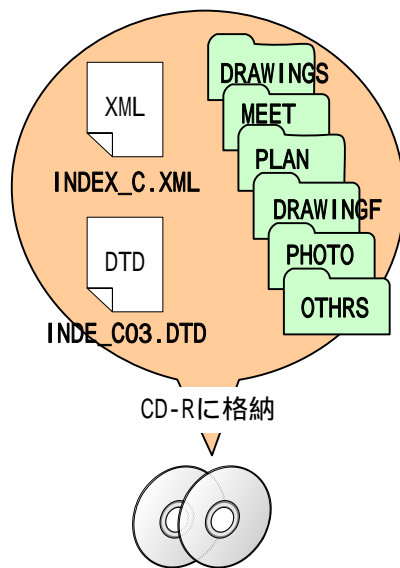 XML
INDEX_C.XML
DTD
INDE_C03.DTD
DRAWINGS
MEET
PLAN
DRAWINGF
PHOTO
OTHRS
CD-Rに格納